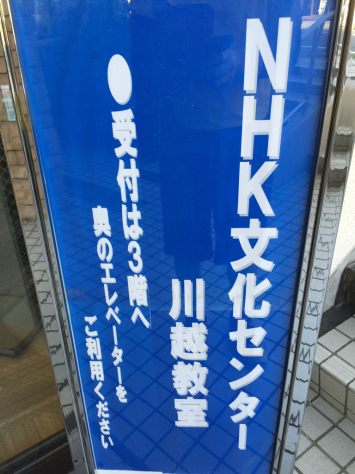 NHK文化センター
川越教室
●受付は3階へ
奥のエレベーターを
ご利用ください